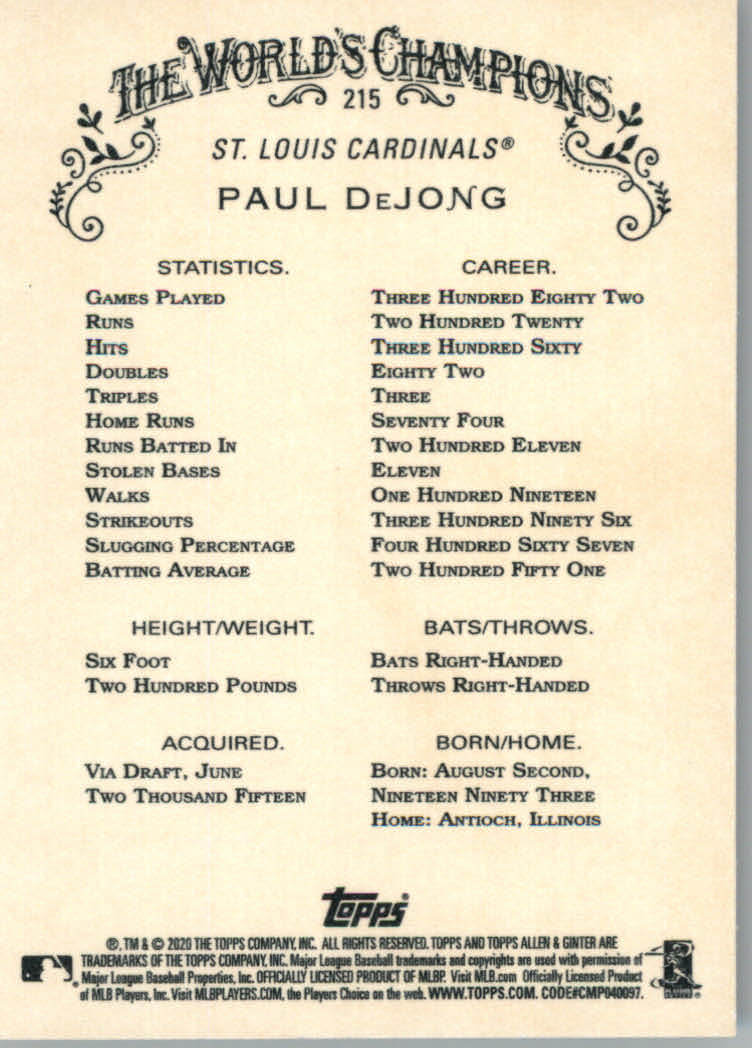 THE WORLD'S CHAMPIONS
215
ST. LOUIS CARDINALS®
PAUL DEJONG
STATISTICS. CAREER.
GAMES PLAYED THREE HUNDRED EIGHTY TWO
RUNS TWO HUNDRED TWENTY
HITS THREE HUNDRED SIXTY
DOUBLES EIGHTY TWO
TRIPLES THREE
HOME RUNS SEVENTY FOUR
RUNS BATTED IN TWO HUNDRED ELEVEN
STOLEN BASES ELEVEN
WALKS ONE HUNDRED NINETEEN
STRIKEOUTS THREE HUNDRED NINETY SIX
SLUGGING PERCENTAGE FOUR HUNDRED SIXTY SEVEN
BATTING AVERAGE TWO HUNDRED FIFTY ONE
HEIGHT/WEIGHT. BATS/THROWS.
SIX FOOT BATS RIGHT-HANDED
TWO HUNDRED POUNDS THROWS RIGHT-HANDED
ACQUIRED. BORN/HOME.
VIA DRAFT, JUNE BORN: AUGUST SECOND,
TWO THOUSAND FIFTEEN NINETEEN NINETY THREE
HOME: ANTIOCH, ILLINOIS
Topps®
®, TM & © 2020 THE TOPPS COMPANY, INC. ALL RIGHTS RESERVED. TOPPS AND TOPPS ALLEN & GINTER ARE
TRADEMARKS OF THE TOPPS COMPANY, INC. Major League Baseball trademarks and copyrights are used with permission of
Major League Baseball Properties, Inc. OFFICIALLY LICENSED PRODUCT OF MLBP. Visit MLB.com Officially Licensed Product
of MLB Players, Inc. Visit MLBPLAYERS.COM, the Players Choice on the web. WWW.TOPPS.COM. CODE#CMP040097.